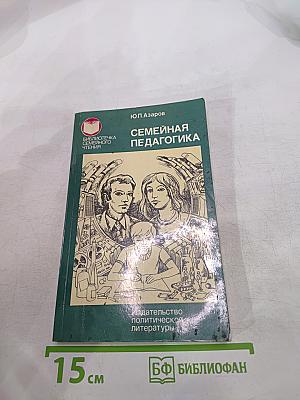 Ю.П.Азаров
БИБЛИОТЕЧКА
СЕМЕЙНОГО
ЧТЕНИЯ
СЕМЕЙНАЯ
ПЕДАГОГИКА
Издательство
политической
литературы
15 см
БФ БИБЛИОФАН